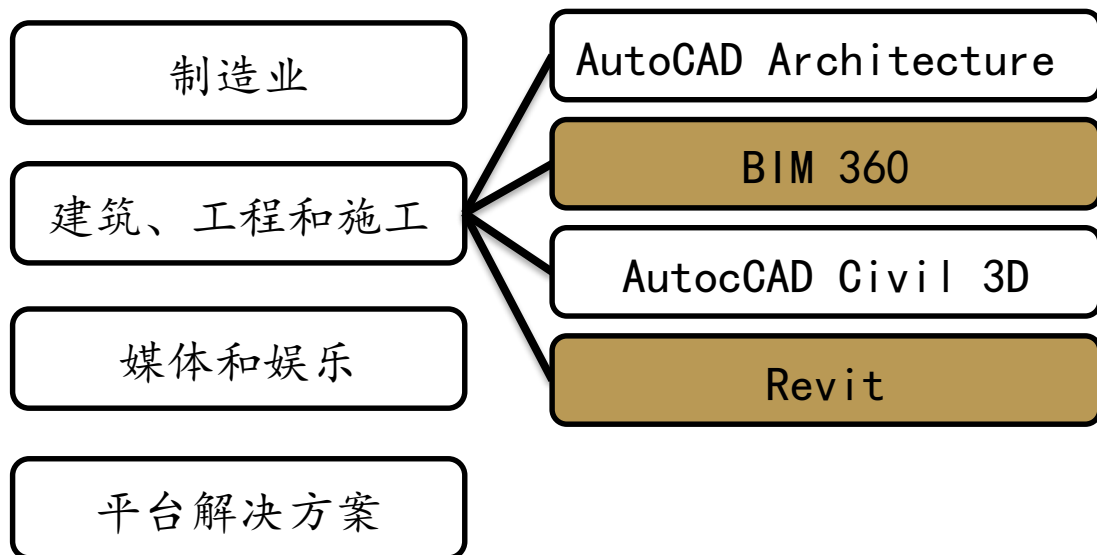 制造业
建筑、工程和施工
媒体和娱乐
平台解决方案
AutoCAD Architecture
BIM 360
AutocCAD Civil 3D
Revit